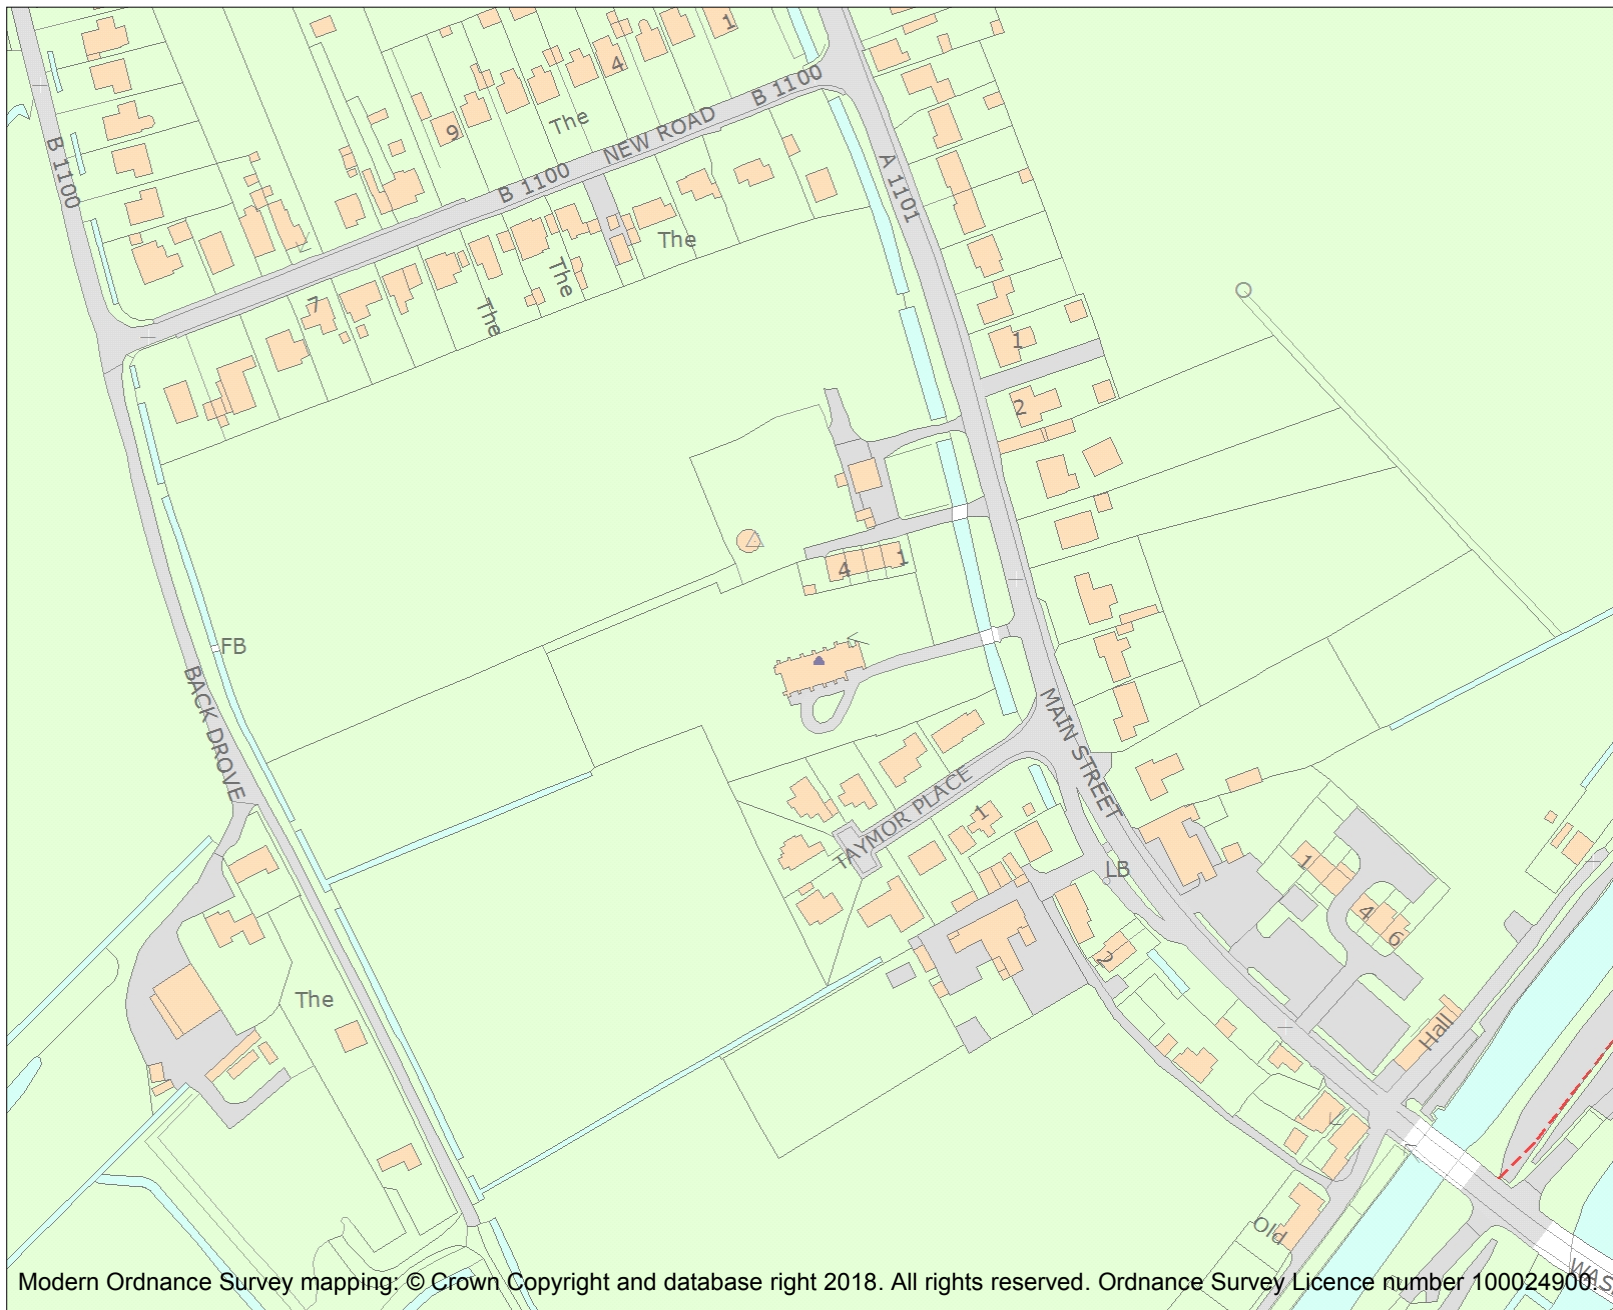 1
4
The
9
B 1100
NEW ROAD
B 1100
B 1100
A 1101
The
The
The
7
1
2
4
1
FB
BACK DROVE
MAIN STREET
TAYMOR PLACE
1
LB
1
4
6
2
The
Hall
Old
WAS
Modern Ordnance Survey mapping: © Crown Copyright and database right 2018. All rights reserved. Ordnance Survey Licence number 100024900.